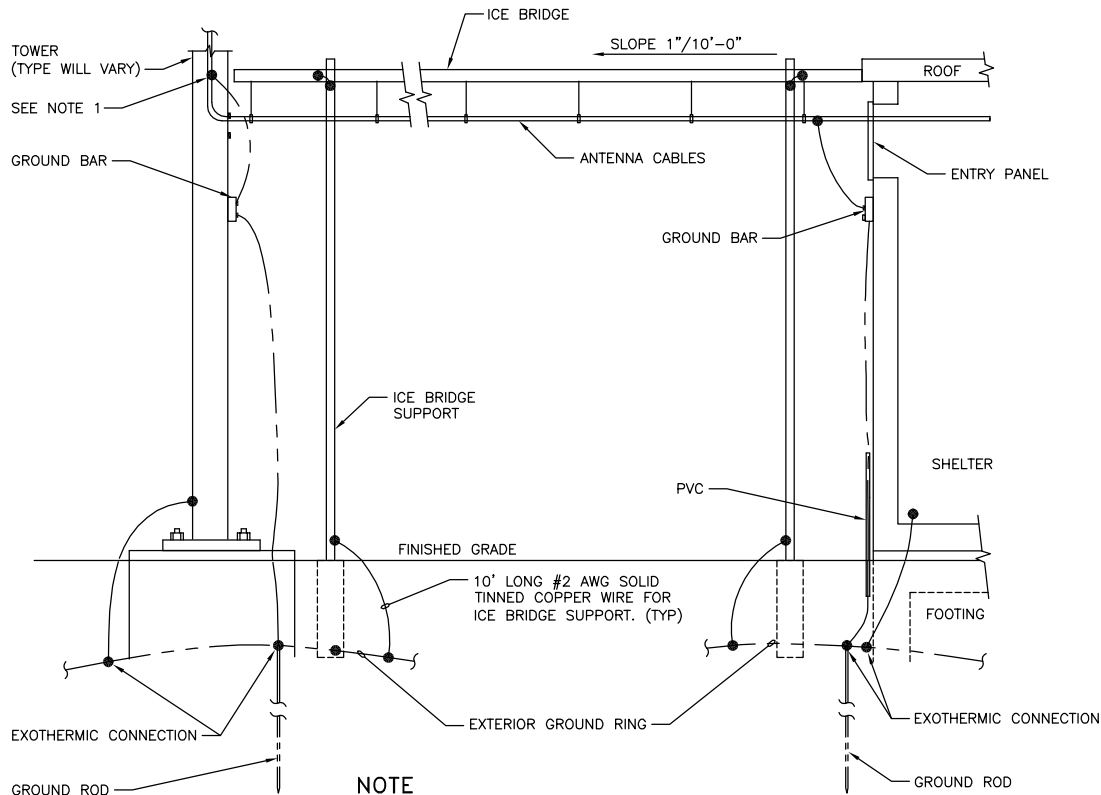 ICE BRIDGE
TOWER
(TYPE WILL VARY)
SLOPE 1"/10'-0"
ROOF
SEE NOTE 1
ANTENNA CABLES
GROUND BAR
ENTRY PANEL
GROUND BAR
ICE BRIDGE
SUPPORT
SHELTER
PVC
FINISHED GRADE
10' LONG #2 AWG SOLID
TINNED COPPER WIRE FOR
ICE BRIDGE SUPPORT. (TYP)
FOOTING
EXOTHERMIC CONNECTION
EXTERIOR GROUND RING
EXOTHERMIC CONNECTION
GROUND ROD
NOTE
GROUND ROD